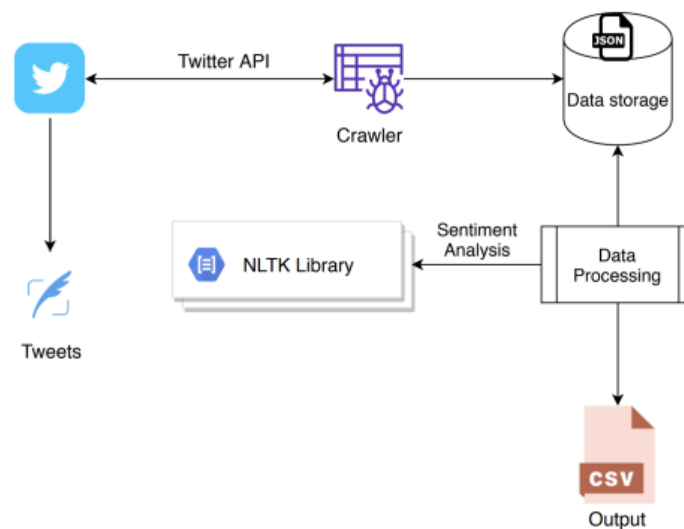 Twitter API
JSON
Data storage
Crawler
Sentiment
Analysis
NLTK Library
Data
Processing
Tweets
CSV
Output